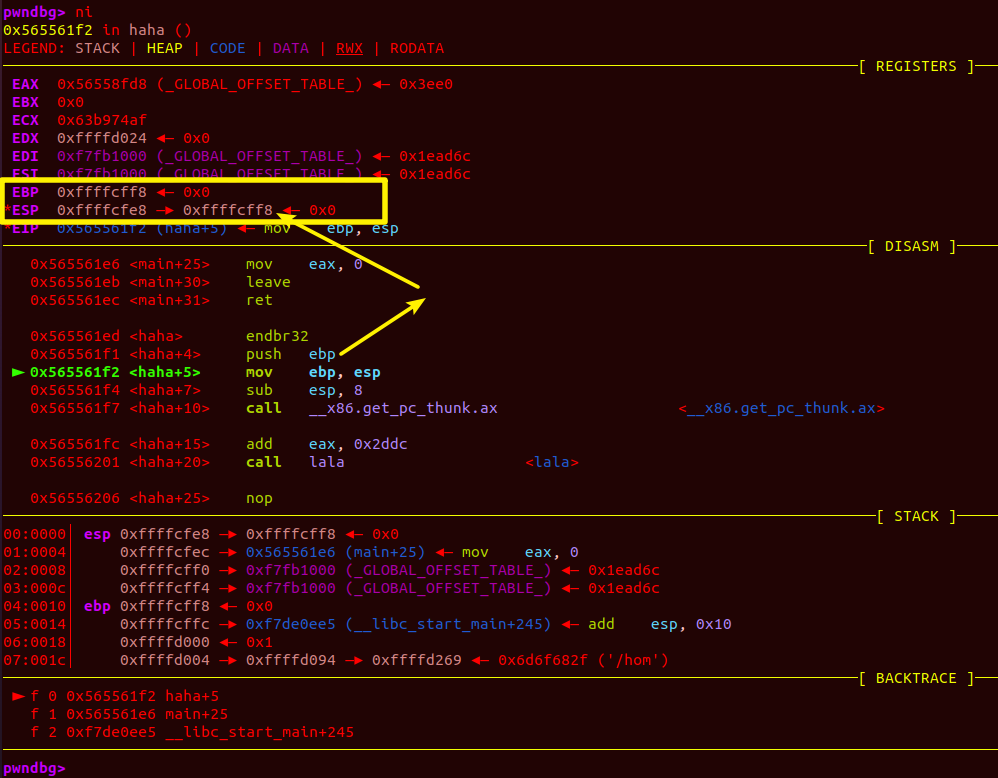 pwndbg> ni
0x565561f2 in haha ()
LEGEND: STACK | HEAP | CODE | DATA | RWX | RODATA
[ REGISTERS ]
EAX 0x56558fd8 (_GLOBAL_OFFSET_TABLE_) ◂— 0x3ee0
EBX 0x0
ECX 0x63b974af
EDX 0xffffd024 ◂— 0x0
EDI 0xf7fb1000 (_GLOBAL_OFFSET_TABLE_) ◂— 0x1ead6c
ESI 0xf7fb1000 (_GLOBAL_OFFSET_TABLE_) ◂— 0x1ead6c
EBP 0xffffcff8 ◂— 0x0
*ESP 0xffffcfe8 —▸ 0xffffcff8 ◂— 0x0
*EIP 0x565561f2 (haha+5) ◂— mov ebp, esp
[ DISASM ]
0x565561e6 <main+25> mov eax, 0
0x565561eb <main+30> leave
0x565561ec <main+31> ret
0x565561ed <haha> endbr32
0x565561f1 <haha+4> push ebp
► 0x565561f2 <haha+5> mov ebp, esp
0x565561f4 <haha+7> sub esp, 8
0x565561f7 <haha+10> call __x86.get_pc_thunk.ax <__x86.get_pc_thunk.ax>
0x565561fc <haha+15> add eax, 0x2ddc
0x56556201 <haha+20> call lala <lala>
0x56556206 <haha+25> nop
[ STACK ]
00:0000│ esp 0xffffcfe8 —▸ 0xffffcff8 ◂— 0x0
01:0004│ 0xffffcfec —▸ 0x565561e6 (main+25) ◂— mov eax, 0
02:0008│ 0xffffcff0 —▸ 0xf7fb1000 (_GLOBAL_OFFSET_TABLE_) ◂— 0x1ead6c
03:000c│ 0xffffcff4 —▸ 0xf7fb1000 (_GLOBAL_OFFSET_TABLE_) ◂— 0x1ead6c
04:0010│ ebp 0xffffcff8 ◂— 0x0
05:0014│ 0xffffcffc —▸ 0xf7de0ee5 (__libc_start_main+245) ◂— add esp, 0x10
06:0018│ 0xffffd000 ◂— 0x1
07:001c│ 0xffffd004 —▸ 0xffffd094 —▸ 0xffffd269 ◂— 0x6d6f682f ('/hom')
[ BACKTRACE ]
► f 0 0x565561f2 haha+5
f 1 0x565561e6 main+25
f 2 0xf7de0ee5 __libc_start_main+245
pwndbg>